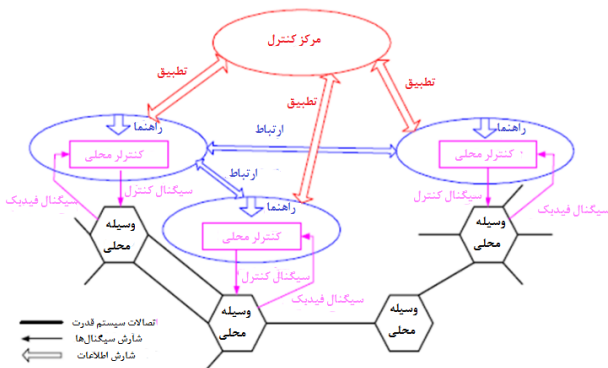 مرکز کنترل
تطبیق
تطبیق
تطبیق
راهنما
کنترلر محلی
ارتباط
راهنما
کنترلر محلی
ارتباط
راهنما
کنترلر محلی
سیگنال فیدبک
سیگنال کنترل
سیگنال کنترل
سیگنال فیدبک
وسیله
محلی
وسیله
محلی
سیگنال کنترل
سیگنال فیدبک
وسیله
محلی
وسیله
محلی
اتصالات سیستم قدرت
شارش سیگنال‌ها
شارش اطلاعات